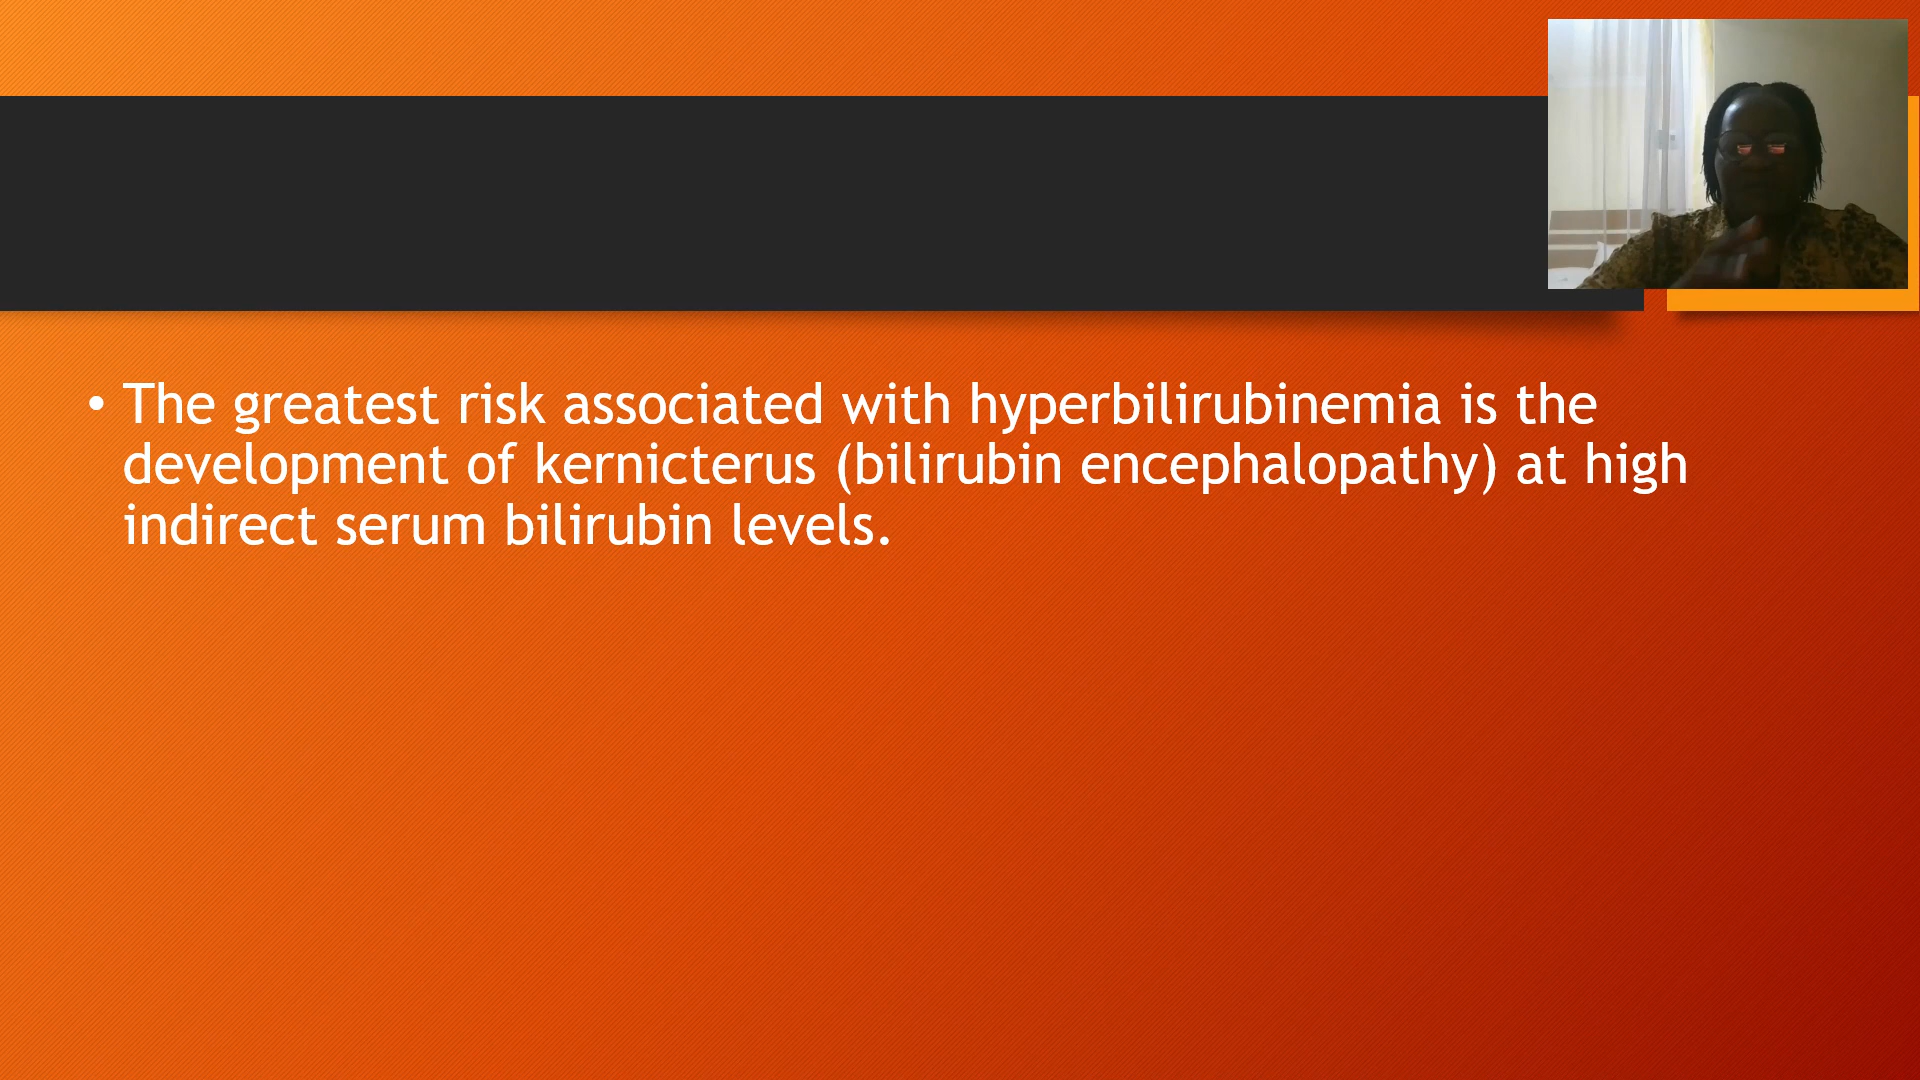 • The greatest risk associated with hyperbilirubinemia is the
development of kernicterus (bilirubin encephalopathy) at high
indirect serum bilirubin levels.